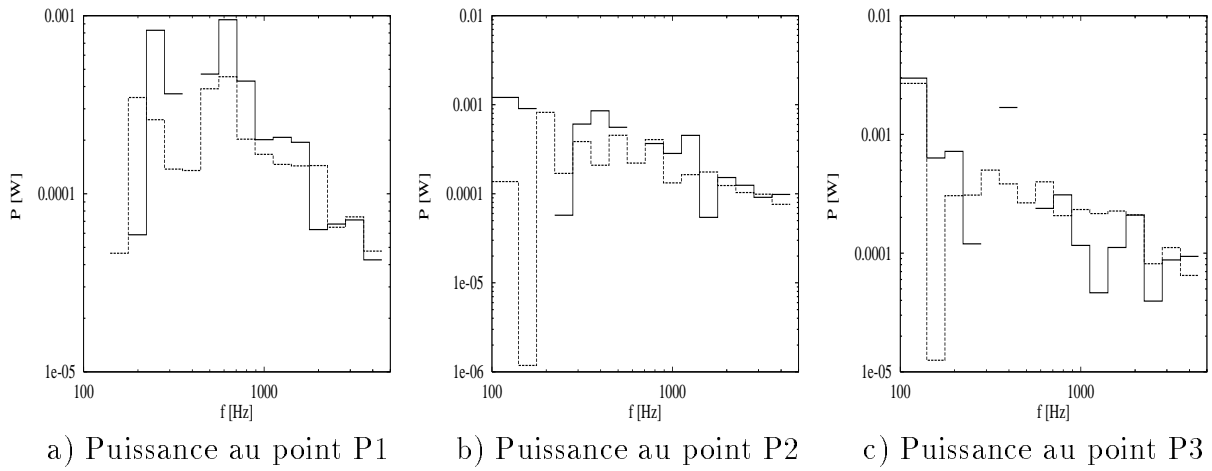 0.001
0.0001
1e-05
P [W]
100
1000
f [Hz]
a) Puissance au point P1
0.01
0.001
0.0001
1e-05
1e-06
P [W]
100
1000
f [Hz]
b) Puissance au point P2
0.01
0.001
0.0001
1e-05
P [W]
100
1000
f [Hz]
c) Puissance au point P3